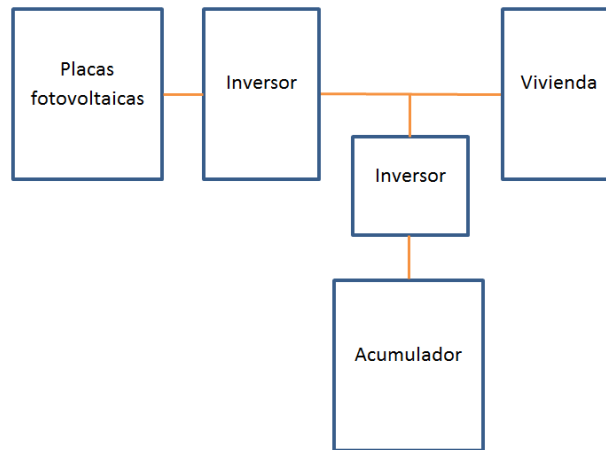 Placas
fotovoltaicas
Inversor
Vivienda
Inversor
Acumulador